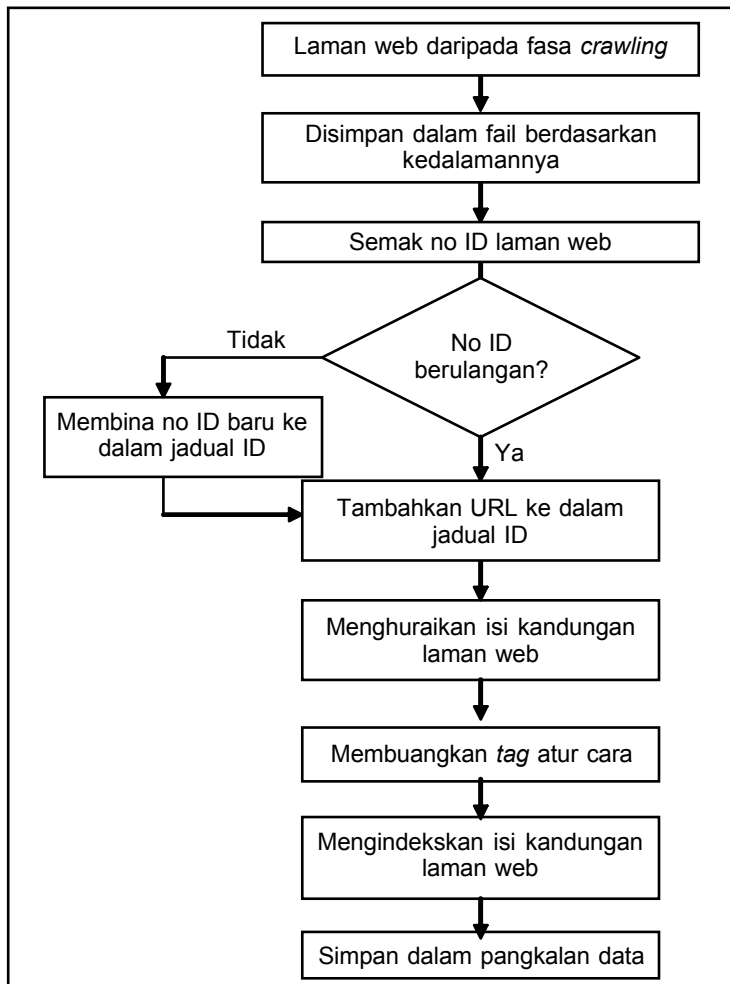 Laman web daripada fasa crawling
Disimpan dalam fail berdasarkan
kedalamannya
Semak no ID laman web
Tidak
No ID
berulangan?
Membina no ID baru ke
dalam jadual ID
Ya
Tambahkan URL ke dalam
jadual ID
Menghuraikan isi kandungan
laman web
Membuangkan tag atur cara
Mengindekskan isi kandungan
laman web
Simpan dalam pangkalan data